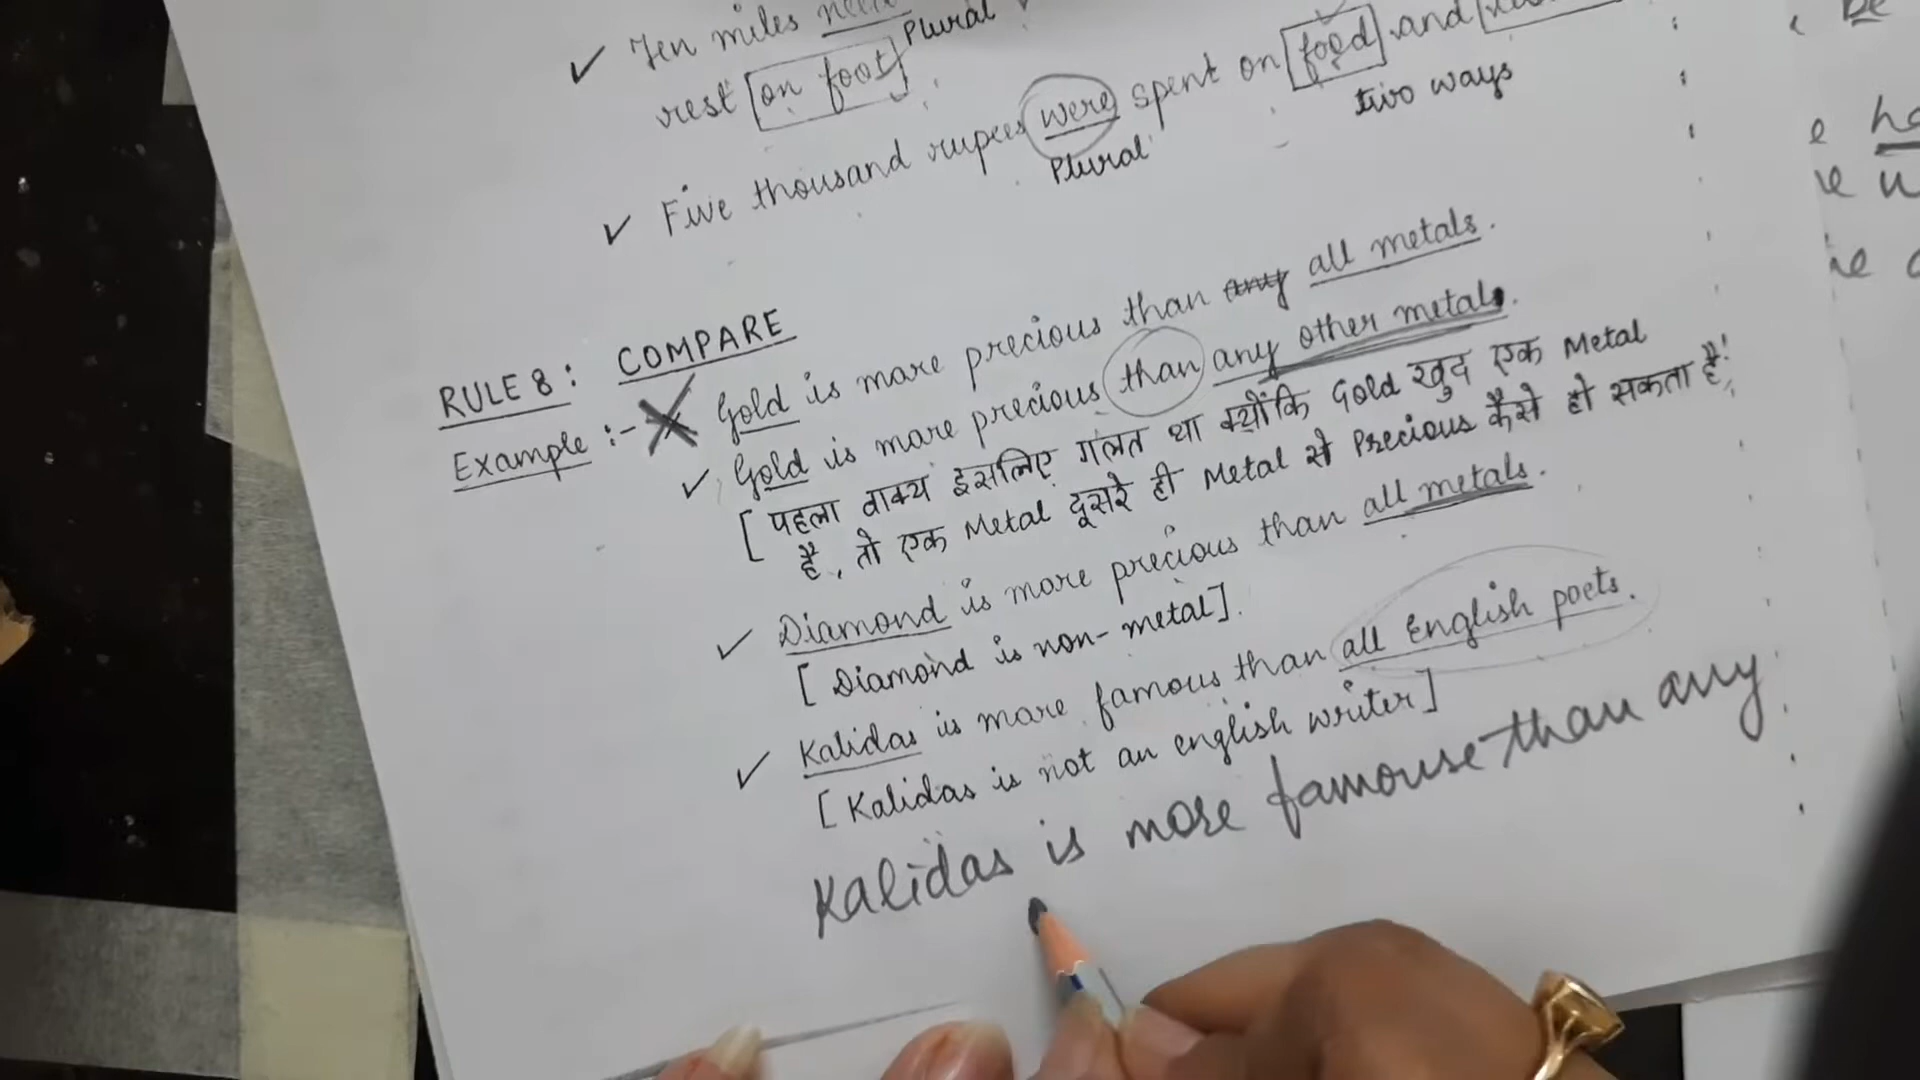 ✓ Ten miles
Plural
rest on foot
✓ Five thousand rupees were spent on food and
Plural
two ways
RULE 8: COMPARE
Example :- ✗ Gold is more precious than any all metals.
✓ Gold is more precious than any other metal.
[ पहला वाक्य इसलिए गलत था क्योंकि Gold खुद एक Metal
है, तो एक Metal दूसरे ही Metal से Precious कैसे हो सकता है!
✓ Diamond is more precious than all metals.
[ Diamond is non-metal].
✓ Kalidas is more famous than all English poets.
[ Kalidas is not an english writer]
Kalidas is more famouse than any